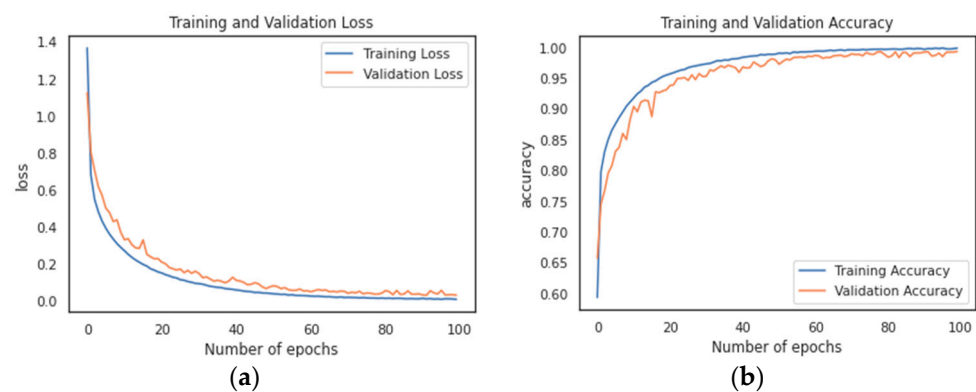 Training and Validation Loss
1.4
1.2
1.0
0.8
0.6
0.4
0.2
0.0
loss
Training Loss
Validation Loss
0 20 40 60 80 100
Number of epochs
(a)
Training and Validation Accuracy
1.00
0.95
0.90
0.85
0.80
0.75
0.70
0.65
0.60
accuracy
Training Accuracy
Validation Accuracy
0 20 40 60 80 100
Number of epochs
(b)